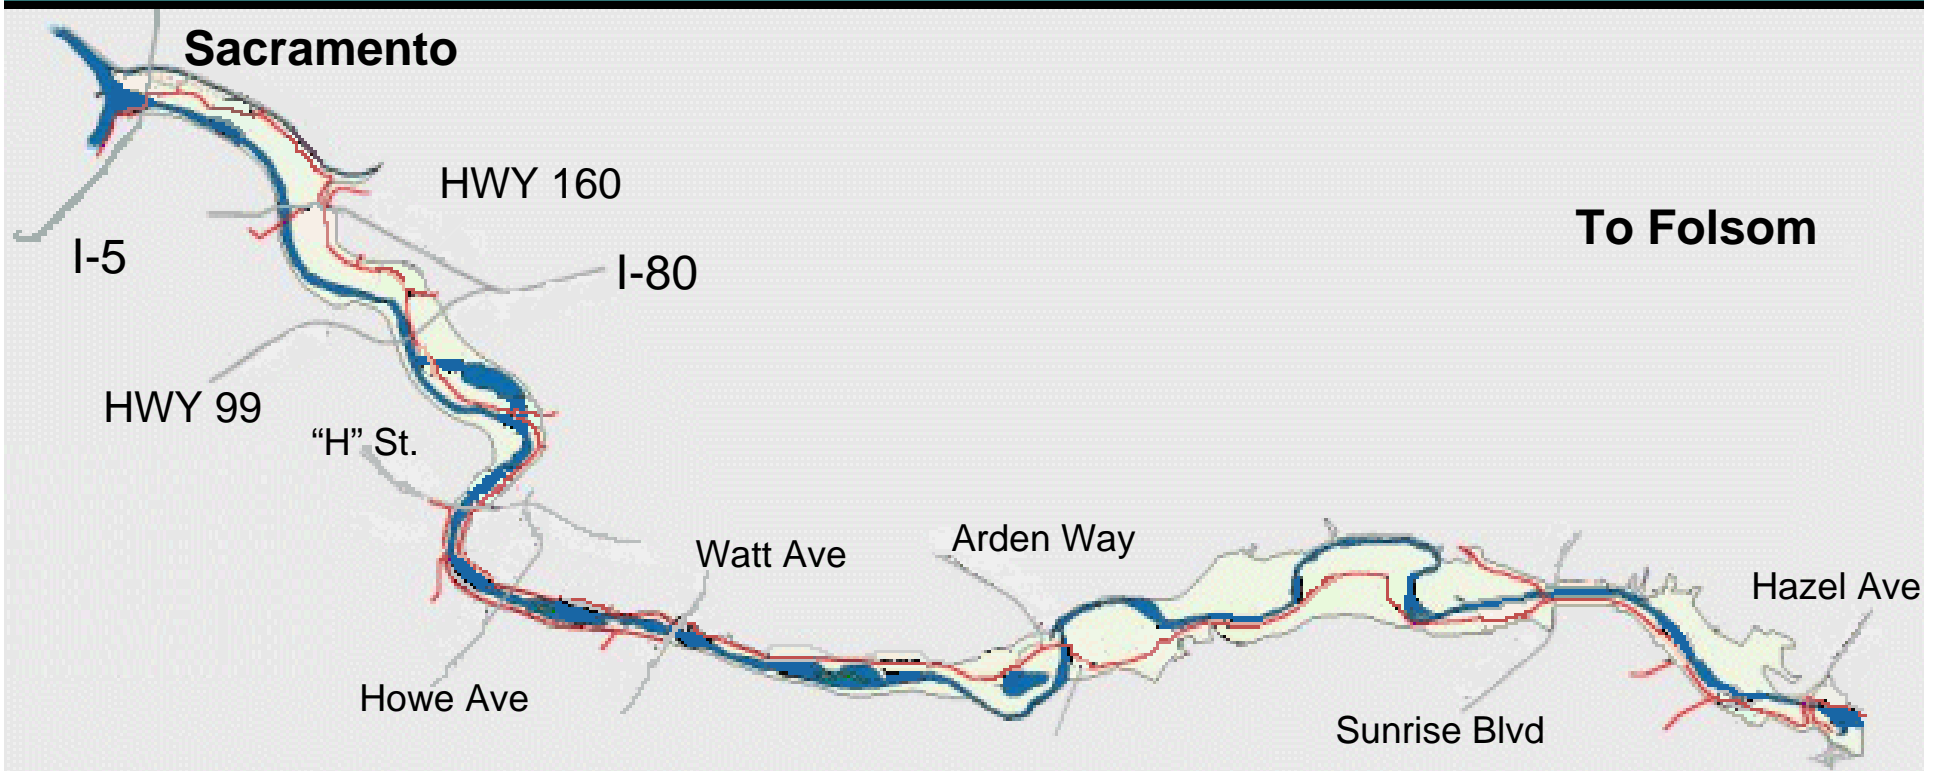 Sacramento
HWY 160
To Folsom
I-5
I-80
HWY 99
“H” St.
Arden Way
Watt Ave
Hazel Ave
Howe Ave
Sunrise Blvd